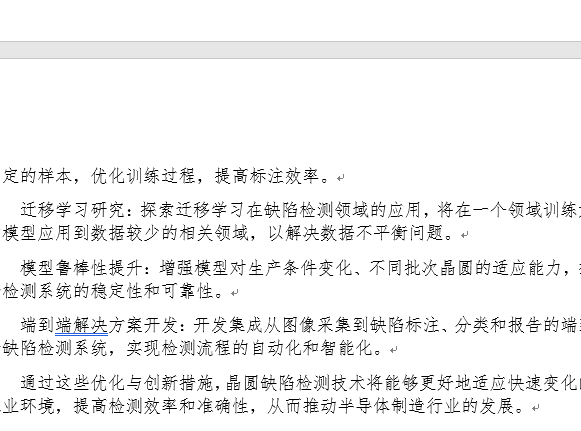 定的样本，优化训练过程，提高标注效率。
迁移学习研究：探索迁移学习在缺陷检测领域的应用，将在一个领域训练
模型应用到数据较少的相关领域，以解决数据不平衡问题。
模型鲁棒性提升：增强模型对生产条件变化、不同批次晶圆的适应能力，
检测系统的稳定性和可靠性。
端到端解决方案开发：开发集成从图像采集到缺陷标注、分类和报告的端
缺陷检测系统，实现检测流程的自动化和智能化。
通过这些优化与创新措施，晶圆缺陷检测技术将能够更好地适应快速变化
业环境，提高检测效率和准确性，从而推动半导体制造行业的发展。